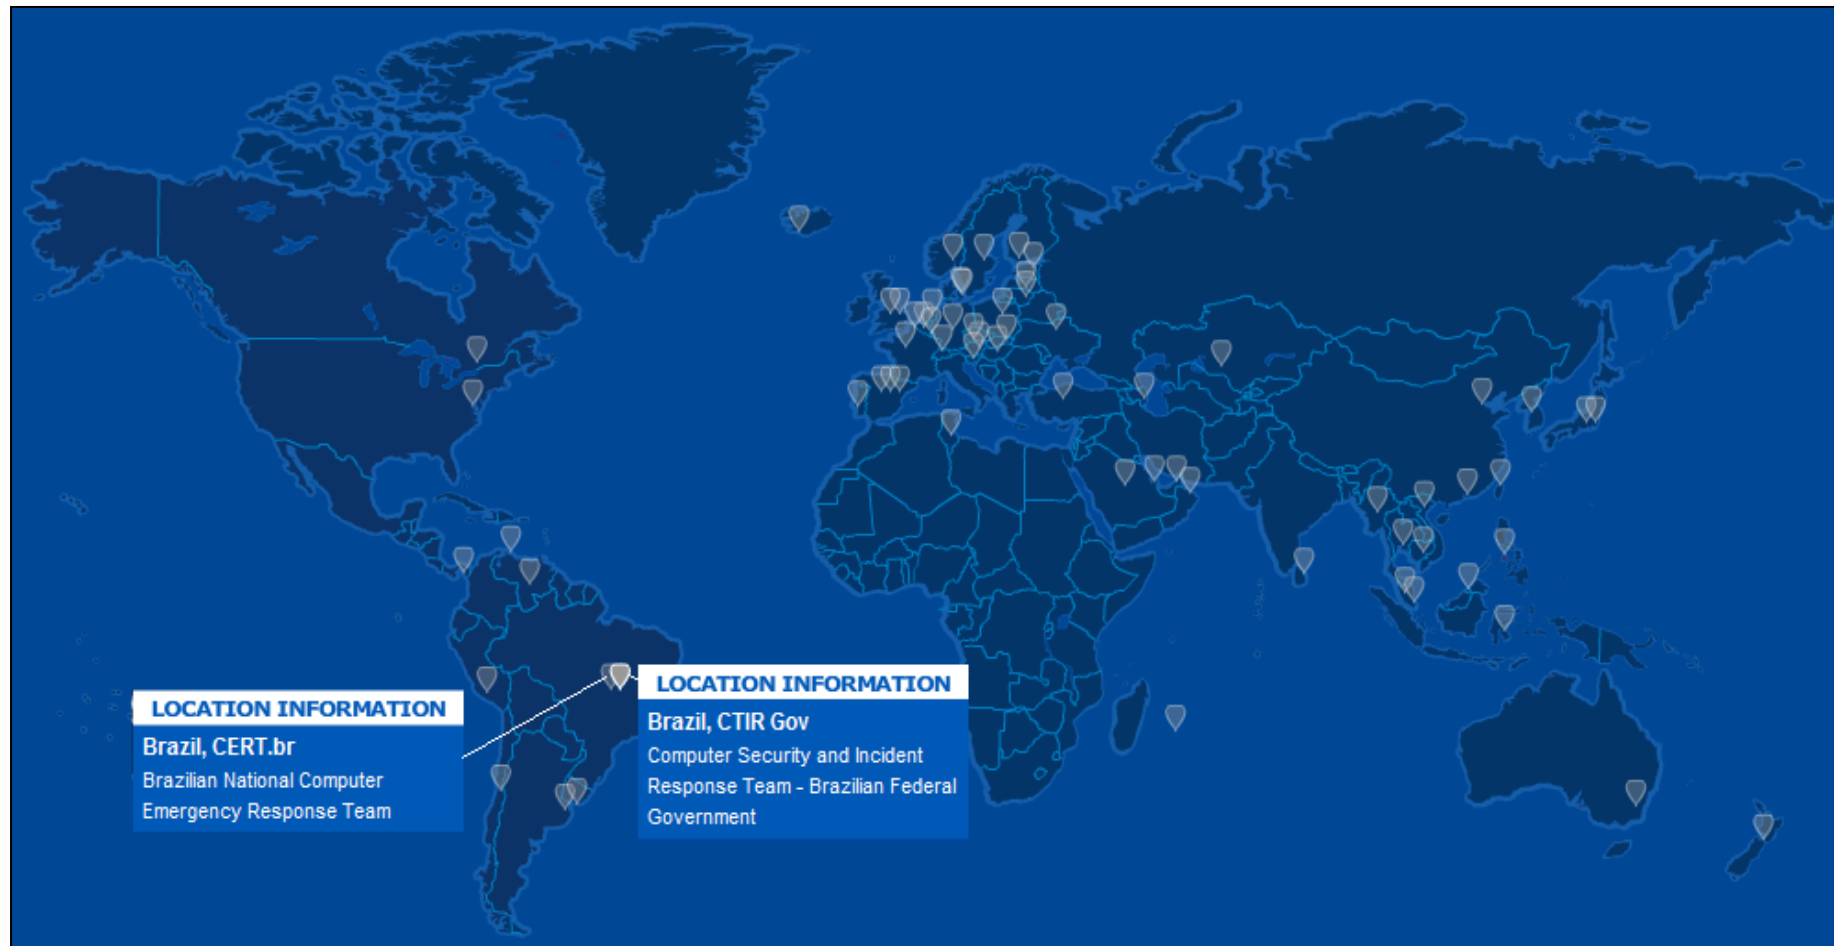 LOCATION INFORMATION
Brazil, CERT.br
Brazilian National Computer
Emergency Response Team
LOCATION INFORMATION
Brazil, CTIR Gov
Computer Security and Incident
Response Team - Brazilian Federal
Government